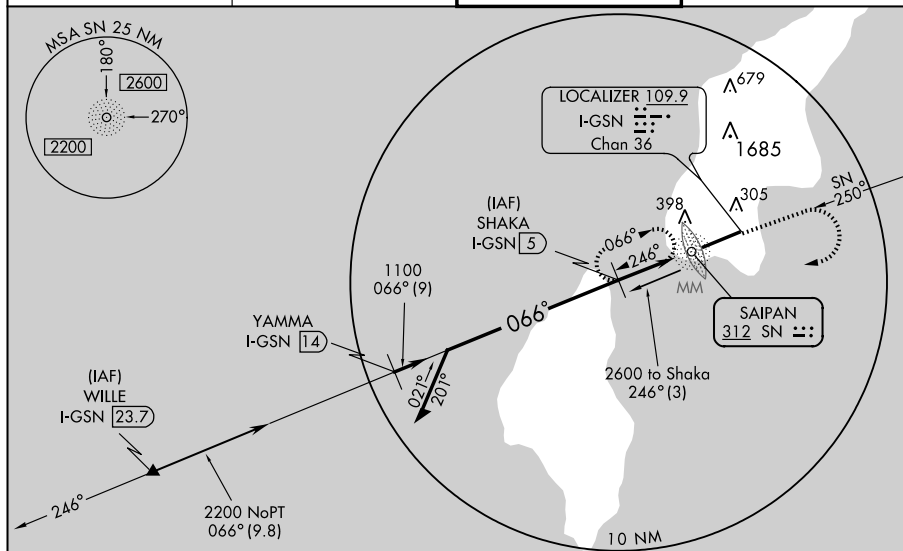 MSA SN 25 NM
180°
2600
270°
2200
LOCALIZER 109.9
I-GSN
Chan 36
679
1685
305
398
SN
250°
(IAF)
SHAKA
I-GSN 5
066°
246°
MM
SAIPAN
312 SN
1100
066° (9)
YAMMA
I-GSN 14
066°
2600 to Shaka
246° (3)
021°
201°
(IAF)
WILLE
I-GSN 23.7
246°
2200 NoPT
066° (9.8)
10 NM